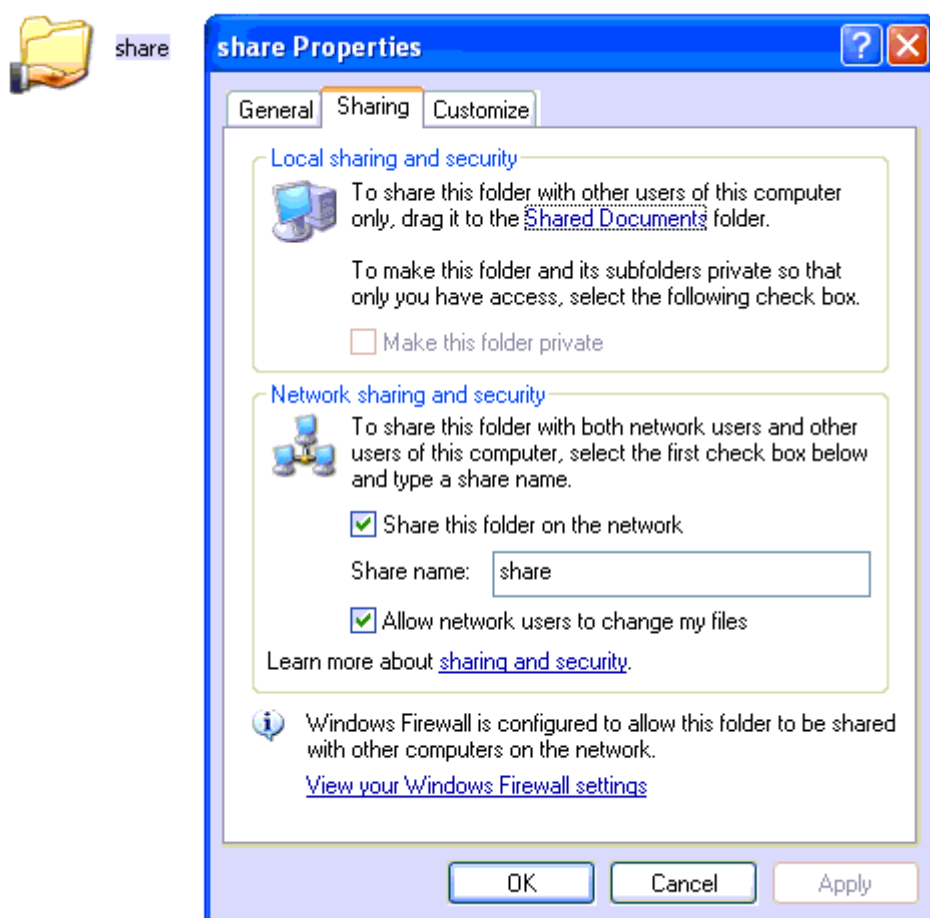 share
share Properties
General
Sharing
Customize
Local sharing and security
To share this folder with other users of this computer
only, drag it to the Shared Documents folder.
To make this folder and its subfolders private so that
only you have access, select the following check box.
Make this folder private
Network sharing and security
To share this folder with both network users and other
users of this computer, select the first check box below
and type a share name.
Share this folder on the network
Share name: share
Allow network users to change my files
Learn more about sharing and security.
Windows Firewall is configured to allow this folder to be shared
with other computers on the network.
View your Windows Firewall settings
OK
Cancel
Apply